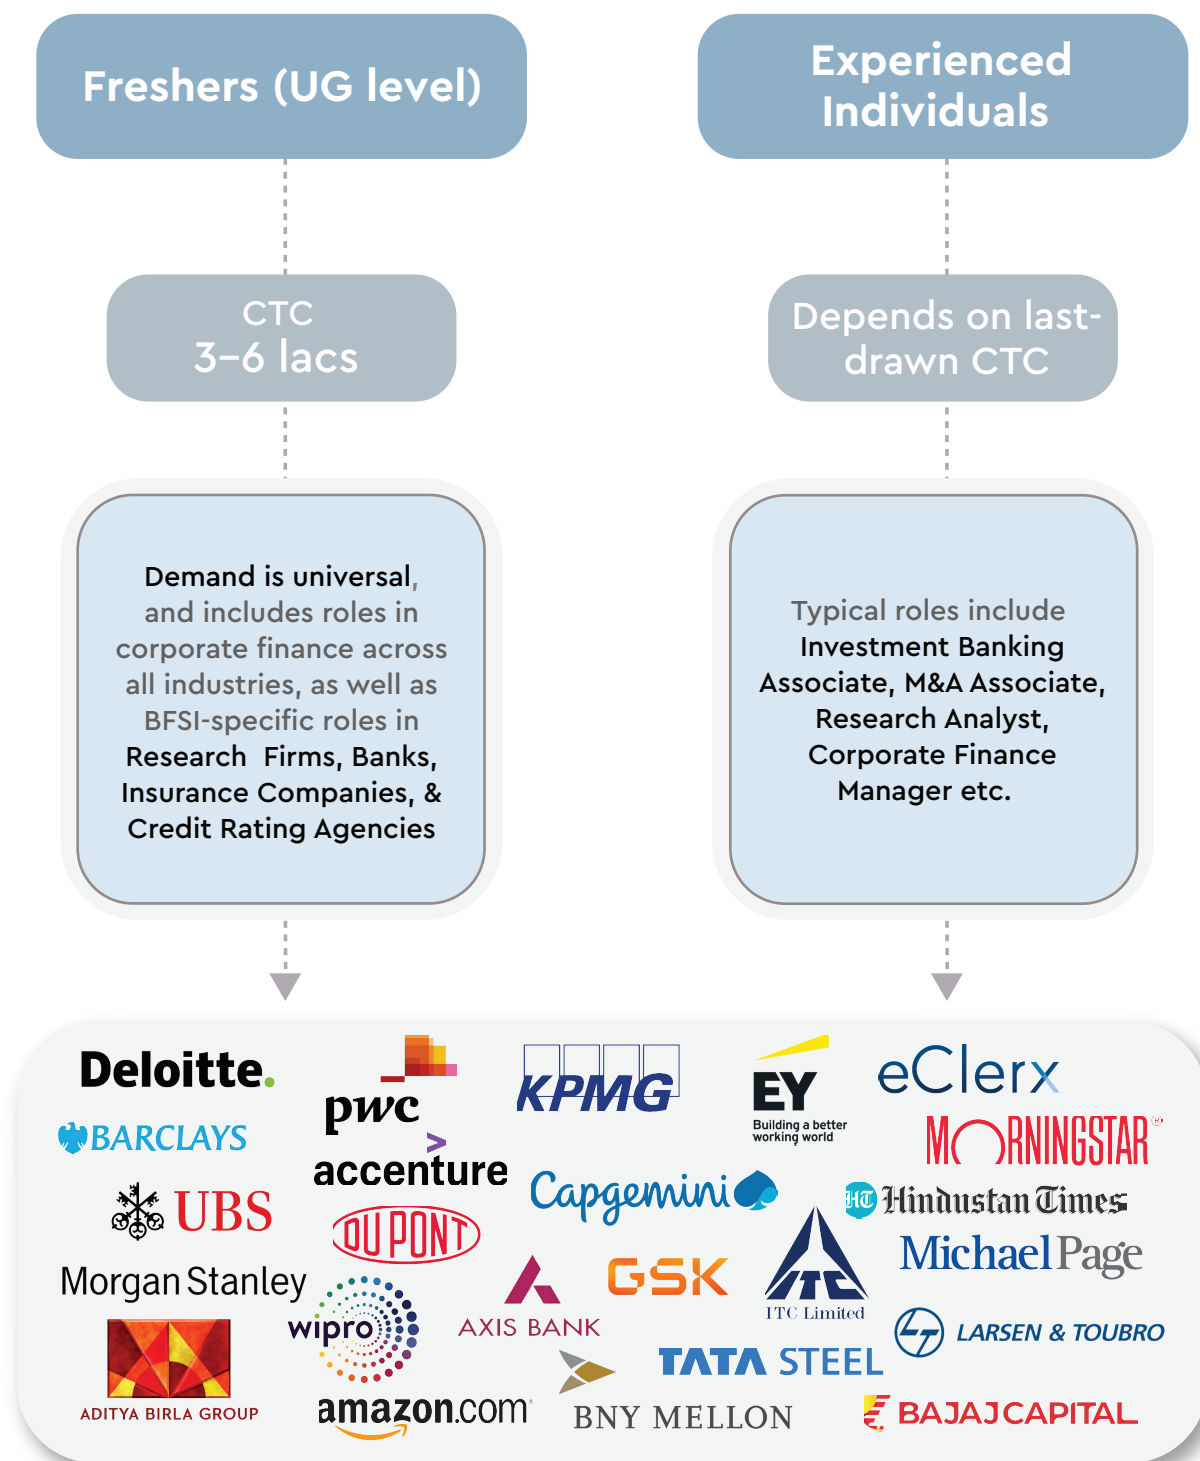 Freshers (UG level)
Experienced
Individuals
CTC
3-6 lacs
Depends on last-
drawn CTC
Demand is universal,
and includes roles in
corporate finance across
all industries, as well as
BFSI-specific roles in
Research Firms, Banks,
Insurance Companies, &
Credit Rating Agencies
Typical roles include
Investment Banking
Associate, M&A Associate,
Research Analyst,
Corporate Finance
Manager etc.
Deloitte.
pwc
KPMG
EY
Building a better
working world
eClerx
BARCLAYS
accenture
MORNINGSTAR®
UBS
DUPONT
Capgemini
HT Hindustan Times
Morgan Stanley
GSK
ITC
ITC Limited
Michael Page
wipro
AXIS BANK
LARSEN & TOUBRO
ADITYA BIRLA GROUP
TATA STEEL
amazon.com
BNY MELLON
BAJAJ CAPITAL